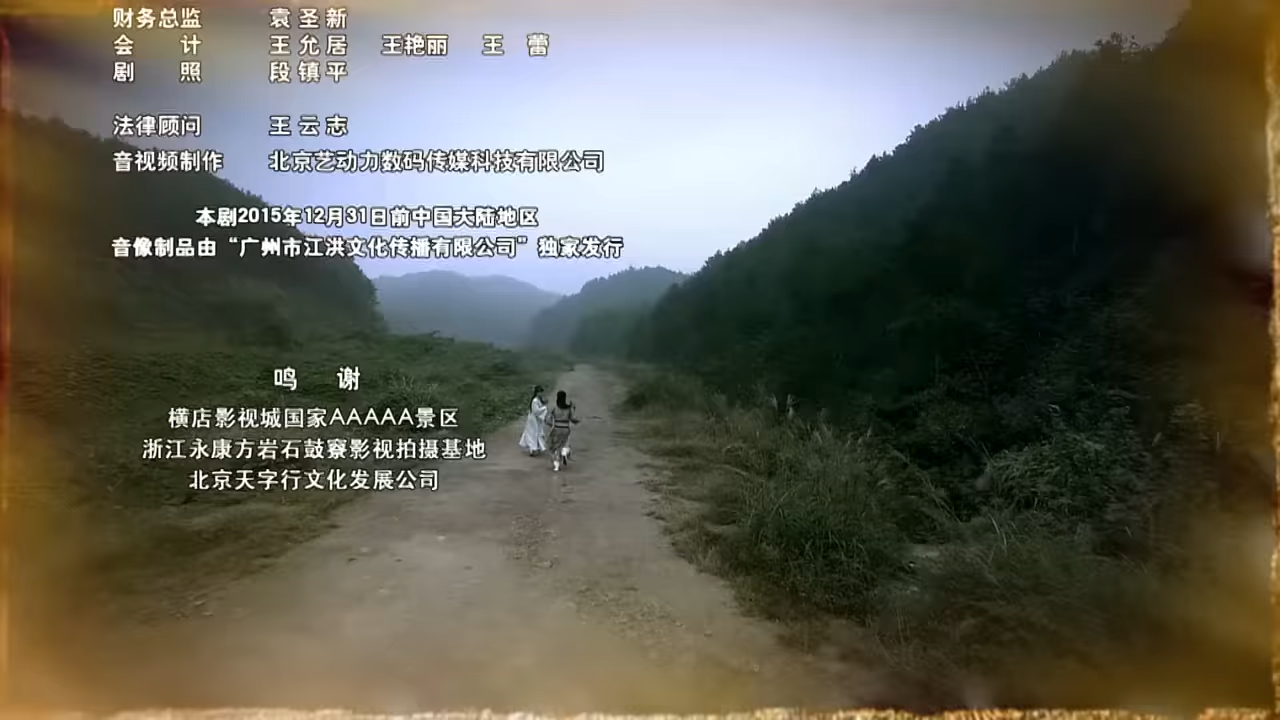 财务总监 袁圣新
会 计 王允居 王艳丽 王 蕾
剧 照 段镇平
法律顾问 王云志
音视频制作 北京艺动力数码传媒科技有限公司
本剧2015年12月31日前中国大陆地区
音像制品由“广州市江洪文化传播有限公司”独家发行
鸣 谢
横店影视城国家AAAAA景区
浙江永康方岩石鼓寮影视拍摄基地
北京天字行文化发展公司